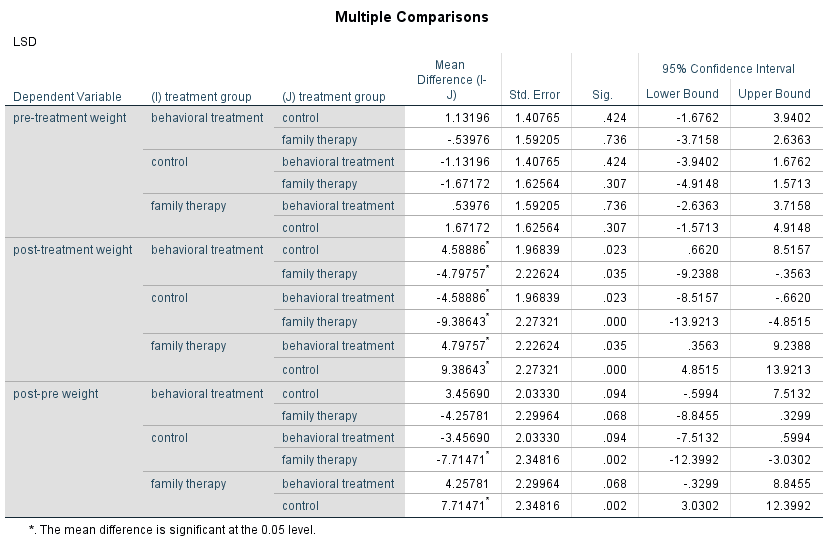 Multiple Comparisons
LSD
Dependent Variable (I) treatment group (J) treatment group Mean Difference (I-J) Std. Error Sig. 95% Confidence Interval Lower Bound Upper Bound
pre-treatment weight behavioral treatment control 1.13196 1.40765 .424 -1.6762 3.9402
family therapy -.53976 1.59205 .736 -3.7158 2.6363
control behavioral treatment -1.13196 1.40765 .424 -3.9402 1.6762
family therapy -1.67172 1.62564 .307 -4.9148 1.5713
family therapy behavioral treatment .53976 1.59205 .736 -2.6363 3.7158
control 1.67172 1.62564 .307 -1.5713 4.9148
post-treatment weight behavioral treatment control 4.58886* 1.96839 .023 .6620 8.5157
family therapy -4.79757* 2.22624 .035 -9.2388 -.3563
control behavioral treatment -4.58886* 1.96839 .023 -8.5157 -.6620
family therapy -9.38643* 2.27321 .000 -13.9213 -4.8515
family therapy behavioral treatment 4.79757* 2.22624 .035 .3563 9.2388
control 9.38643* 2.27321 .000 4.8515 13.9213
post-pre weight behavioral treatment control 3.45690 2.03330 .094 -.5994 7.5132
family therapy -4.25781 2.29964 .068 -8.8455 .3299
control behavioral treatment -3.45690 2.03330 .094 -7.5132 .5994
family therapy -7.71471* 2.34816 .002 -12.3992 -3.0302
family therapy behavioral treatment 4.25781 2.29964 .068 -.3299 8.8455
control 7.71471* 2.34816 .002 3.0302 12.3992
*. The mean difference is significant at the 0.05 level.